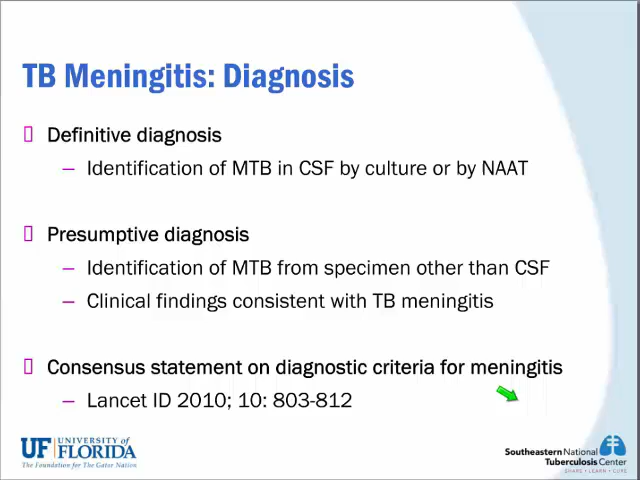 TB Meningitis: Diagnosis
Definitive diagnosis
– Identification of MTB in CSF by culture or by NAAT
Presumptive diagnosis
– Identification of MTB from specimen other than CSF
– Clinical findings consistent with TB meningitis
Consensus statement on diagnostic criteria for meningitis
– Lancet ID 2010; 10: 803-812
UF UNIVERSITY of
FLORIDA
The Foundation for The Gator Nation
Southeastern National
Tuberculosis Center
SHARE • LEARN • CURE